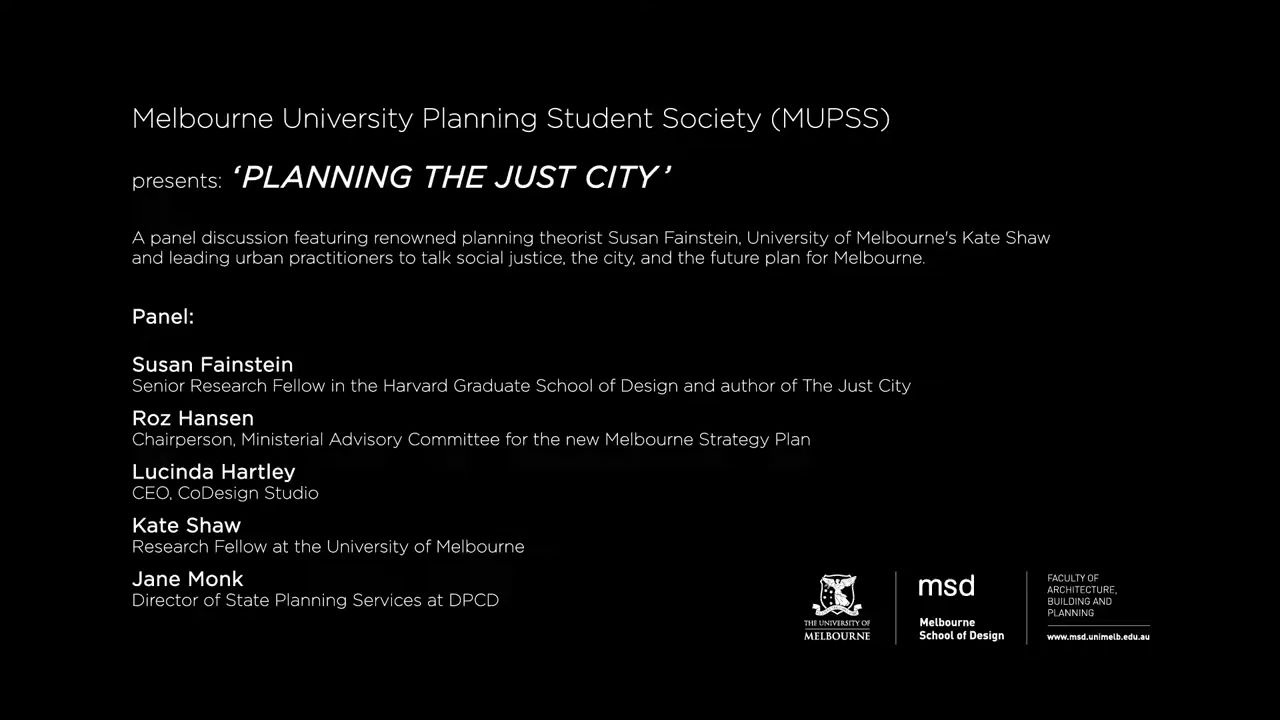 Melbourne University Planning Student Society (MUPSS)
presents: ‘PLANNING THE JUST CITY’
A panel discussion featuring renowned planning theorist Susan Fainstein, University of Melbourne's Kate Shaw
and leading urban practitioners to talk social justice, the city, and the future plan for Melbourne.
Panel:
Susan Fainstein
Senior Research Fellow in the Harvard Graduate School of Design and author of The Just City
Roz Hansen
Chairperson, Ministerial Advisory Committee for the new Melbourne Strategy Plan
Lucinda Hartley
CEO, CoDesign Studio
Kate Shaw
Research Fellow at the University of Melbourne
Jane Monk
Director of State Planning Services at DPCD
THE UNIVERSITY OF
MELBOURNE
msd
Melbourne
School of Design
FACULTY OF
ARCHITECTURE,
BUILDING AND
PLANNING
www.msd.unimelb.edu.au